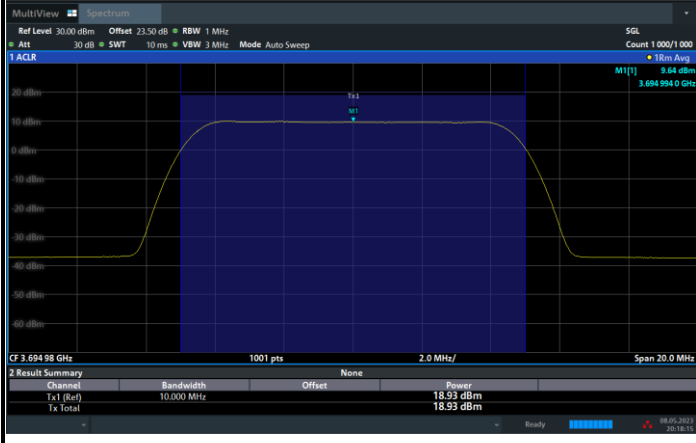 MultiView Spectrum
Ref Level 30.00 dBm Offset 23.50 dB RBW 1 MHz SGL
Att 30 dB SWT 10 ms VBW 3 MHz Mode Auto Sweep Count 1 000/1 000
1 ACLR 1Rm Avg
M1[1] 9.64 dBm
3.694 994 0 GHz
20 dBm
Tx1
M1
10 dBm
0 dBm
-10 dBm
-20 dBm
-30 dBm
-40 dBm
-50 dBm
-60 dBm
CF 3.694 98 GHz 1001 pts 2.0 MHz/ Span 20.0 MHz
2 Result Summary None
Channel Bandwidth Offset Power
Tx1 (Ref) 10.000 MHz 18.93 dBm
Tx Total 18.93 dBm
Ready 08.05.2023
20:18:15